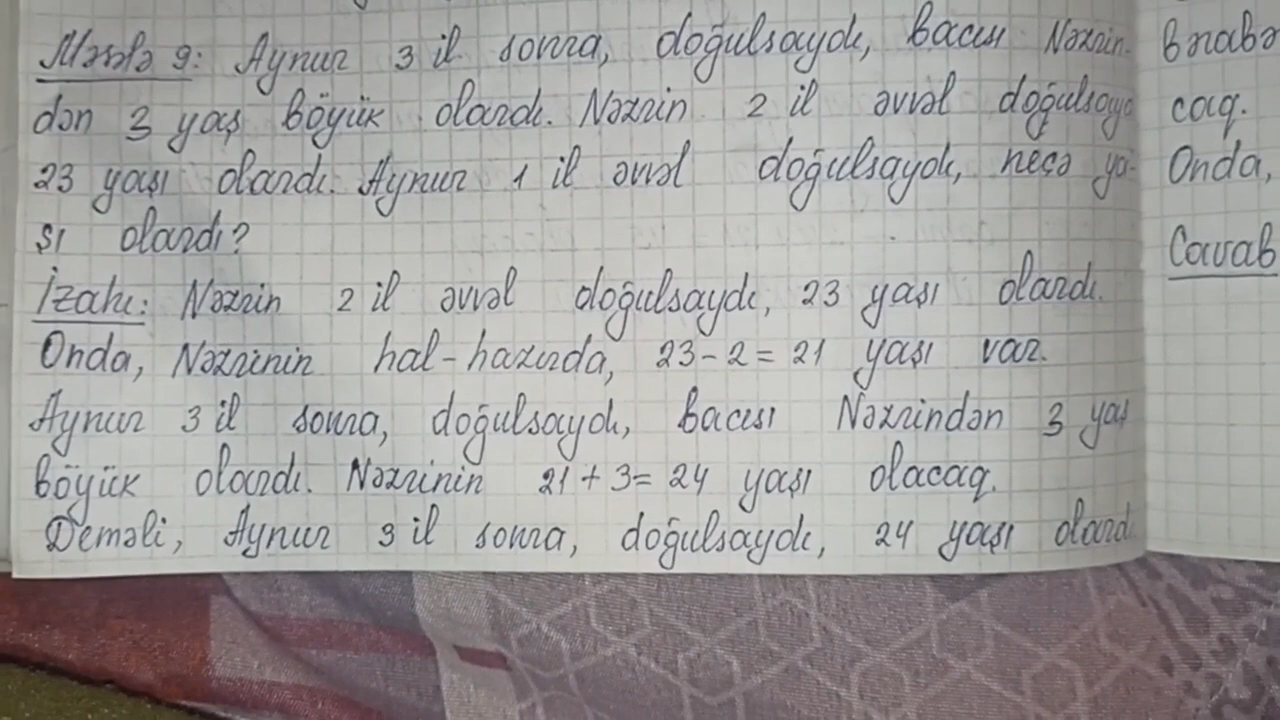 Məsələ 9: Aynur 3 il sonra, doğulsaydı, bacısı Nəzrin-
dən 3 yaş böyük olardı. Nəzrin 2 il əvvəl doğulsayd
23 yaşı olardı. Aynur 1 il əvvəl doğulsaydı, neçə ya-
şı olardı?
İzahı: Nəzrin 2 il əvvəl doğulsaydı, 23 yaşı olardı.
Onda, Nəzrinin hal-hazırda, 23-2=21 yaşı var.
Aynur 3 il sonra, doğulsaydı, bacısı Nəzrindən 3 yaş
böyük olardı. Nəzrinin 21+3=24 yaşı olacaq.
Deməli, Aynur 3 il sonra, doğulsaydı, 24 yaşı olard
bərabə
caq.
Onda,
Cavab